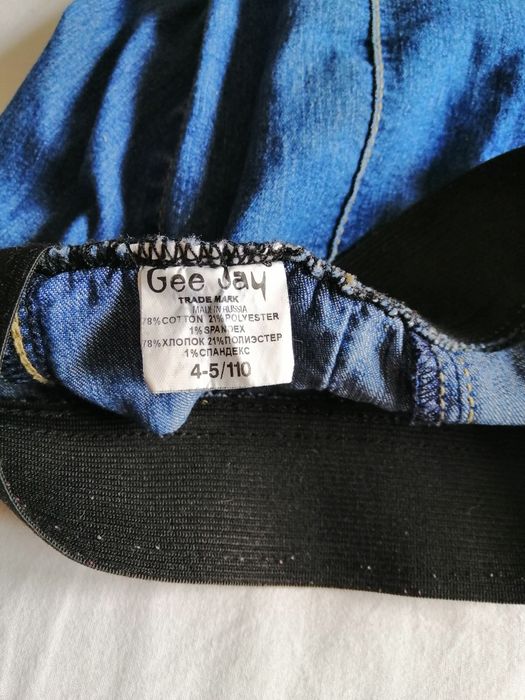 Gee Jay
TRADE MARK
MADE IN RUSSIA
78%COTTON 21%POLYESTER
1%SPANDEX
78%ХЛОПОК 21%ПОЛИЭСТЕР
1%СПАНДЕКС
4-5/110